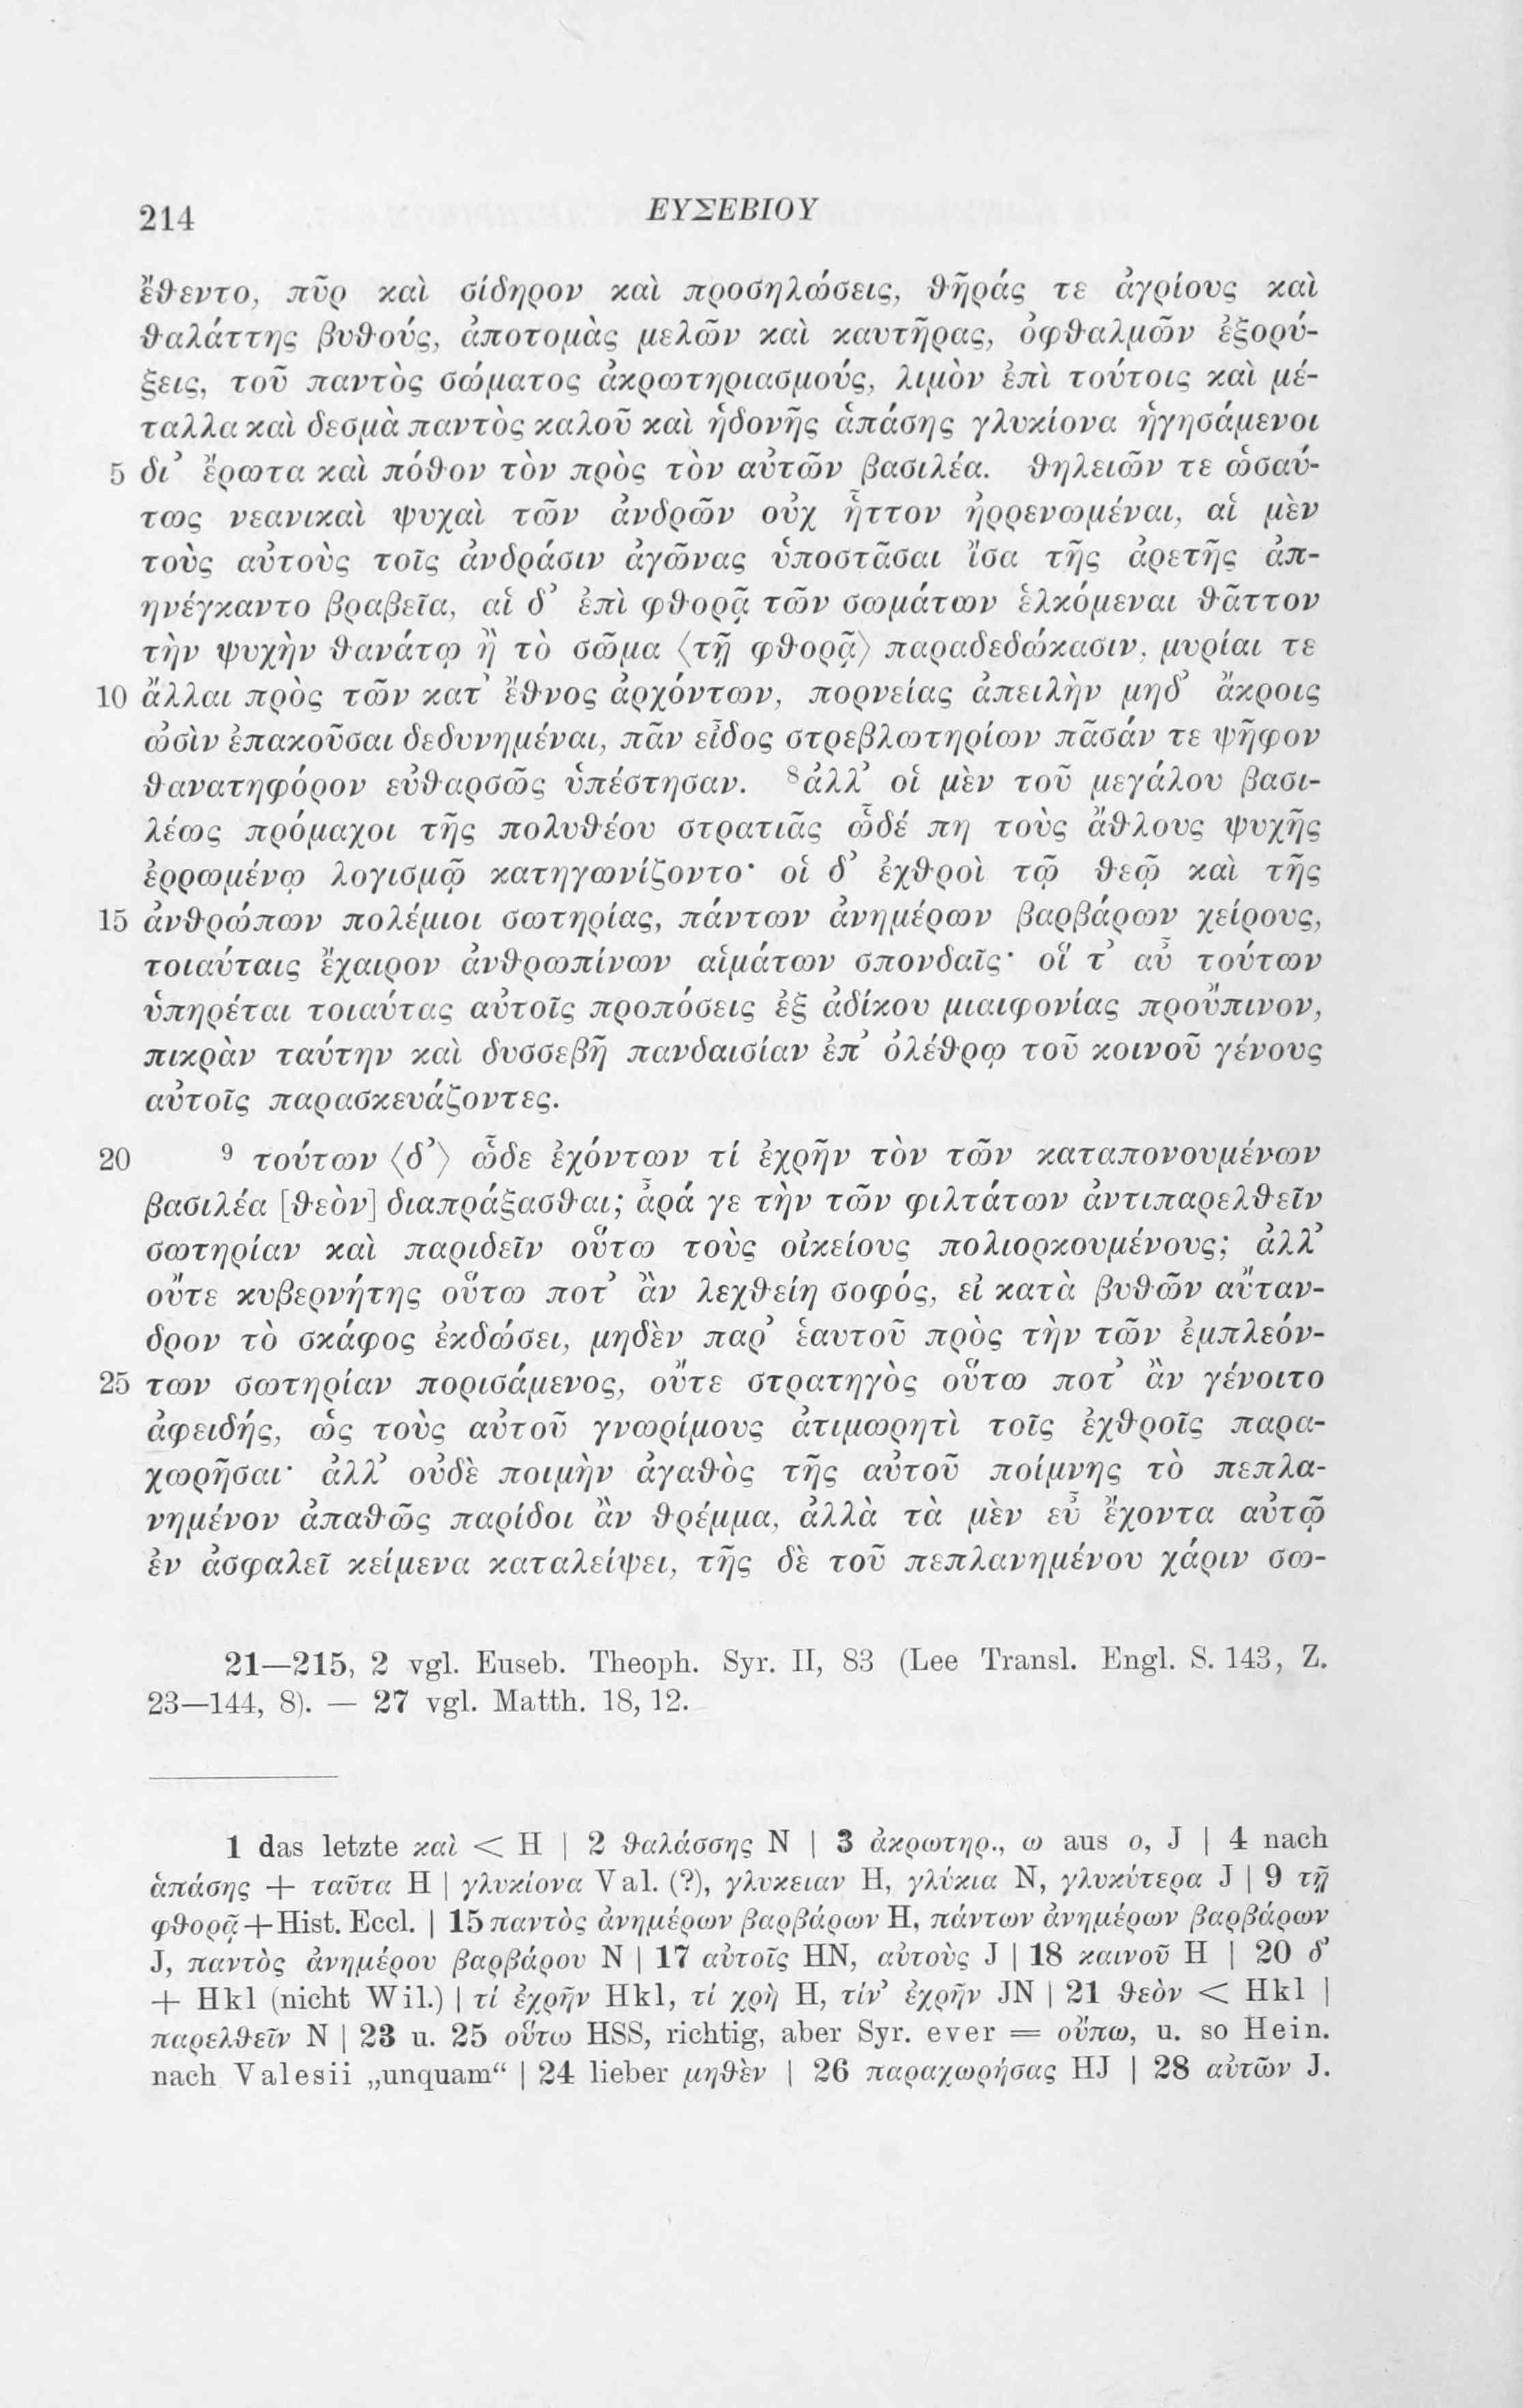 214
ΕΥΣΕΒΙΟΥ
ἔθεντο, πῦρ καὶ σίδηρον καὶ προσηλώσεις, θῆράς τε ἀγρίους καὶ
θαλάττης βυθούς, ἀποτομὰς μελῶν καὶ καυτῆρας, ὀφθαλμῶν ἐξορύ-
ξεις, τοῦ παντὸς σώματος ἀκρωτηριασμούς, λιμὸν ἐπὶ τούτοις καὶ μέ-
ταλλα καὶ δεσμὰ παντὸς καλοῦ καὶ ἡδονῆς ἁπάσης γλυκίονα ἡγησάμενοι
5 δι’ ἔρωτα καὶ πόθον τὸν πρὸς τὸν αὐτῶν βασιλέα. θηλειῶν τε ὡσαύ-
τως νεανικαὶ ψυχαὶ τῶν ἀνδρῶν οὐχ ἧττον ἠρρενωμέναι, αἱ μὲν
τοὺς αὐτοὺς τοῖς ἀνδράσιν ἀγῶνας ὑποστᾶσαι ἴσα τῆς ἀρετῆς ἀπ-
ηνέγκαντο βραβεῖα, αἱ δ’ ἐπὶ φθορᾷ τῶν σωμάτων ἑλκόμεναι θᾶττον
τὴν ψυχὴν θανάτῳ ἢ τὸ σῶμα ⟨τῇ φθορᾷ⟩ παραδεδώκασιν, μυρίαι τε
10 ἄλλαι πρὸς τῶν κατ’ ἔθνος ἀρχόντων, πορνείας ἀπειλὴν μηδ’ ἄκροις
ὠσὶν ἐπακοῦσαι δεδυνημέναι, πᾶν εἶδος στρεβλωτηρίων πᾶσάν τε ψῆφον
θανατηφόρον εὐθαρσῶς ὑπέστησαν. ⁸ἀλλ’ οἱ μὲν τοῦ μεγάλου βασι-
λέως πρόμαχοι τῆς πολυθέου στρατιᾶς ὧδέ πη τοὺς ἄθλους ψυχῆς
ἐρρωμένῳ λογισμῷ κατηγωνίζοντο· οἱ δ’ ἐχθροὶ τῷ θεῷ καὶ τῆς
15 ἀνθρώπων πολέμιοι σωτηρίας, πάντων ἀνημέρων βαρβάρων χείρους,
τοιαύταις ἔχαιρον ἀνθρωπίνων αἱμάτων σπονδαῖς· οἵ τ’ αὖ τούτων
ὑπηρέται τοιαύτας αὐτοῖς προπόσεις ἐξ ἀδίκου μιαιφονίας προὔπινον,
πικρὰν ταύτην καὶ δυσσεβῆ πανδαισίαν ἐπ’ ὀλέθρῳ τοῦ κοινοῦ γένους
αὐτοῖς παρασκευάζοντες.
20 ⁹ τούτων ⟨δ’⟩ ὧδε ἐχόντων τί ἐχρῆν τὸν τῶν καταπονουμένων
βασιλέα [θεὸν] διαπράξασθαι; ἆρά γε τὴν τῶν φιλτάτων ἀντιπαρελθεῖν
σωτηρίαν καὶ παριδεῖν οὕτω τοὺς οἰκείους πολιορκουμένους; ἀλλ’
οὔτε κυβερνήτης οὕτω ποτ’ ἂν λεχθείη σοφός, εἰ κατὰ βυθῶν αὔταν-
δρον τὸ σκάφος ἐκδώσει, μηδὲν παρ’ ἑαυτοῦ πρὸς τὴν τῶν ἐμπλεόν-
25 των σωτηρίαν πορισάμενος, οὔτε στρατηγὸς οὕτω ποτ’ ἂν γένοιτο
ἀφειδής, ὡς τοὺς αὐτοῦ γνωρίμους ἀτιμωρητὶ τοῖς ἐχθροῖς παρα-
χωρῆσαι· ἀλλ’ οὐδὲ ποιμὴν ἀγαθὸς τῆς αὐτοῦ ποίμνης τὸ πεπλα-
νημένον ἀπαθῶς παρίδοι ἂν θρέμμα, ἀλλὰ τὰ μὲν εὖ ἔχοντα αὐτῷ
ἐν ἀσφαλεῖ κείμενα καταλείψει, τῆς δὲ τοῦ πεπλανημένου χάριν σω-
21—215, 2 vgl. Euseb. Theoph. Syr. II, 83 (Lee Transl. Engl. S. 143, Z.
23—144, 8). — 27 vgl. Matth. 18, 12.
1 das letzte καὶ < H | 2 θαλάσσης N | 3 ἀκρωτηρ., ω aus ο, J | 4 nach
ἁπάσης + ταῦτα H | γλυκίονα Val. (?), γλυκειαν H, γλύκια N, γλυκύτερα J | 9 τῇ
φθορᾷ + Hist. Eccl. | 15 παντὸς ἀνημέρων βαρβάρων H, πάντων ἀνημέρων βαρβάρων
J, παντὸς ἀνημέρου βαρβάρου N | 17 αὐτοῖς HN, αὐτοὺς J | 18 καινοῦ H | 20 δ’
+ Hkl (nicht Wil.) | τί ἐχρῆν Hkl, τί χρὴ H, τίν’ ἐχρῆν JN | 21 θεὸν < Hkl |
παρελθεῖν N | 23 u. 25 οὕτω HSS, richtig, aber Syr. ever = οὔπω, u. so Hein.
nach Valesii „unquam“ | 24 lieber μηθὲν | 26 παραχωρήσας HJ | 28 αὐτῶν J.